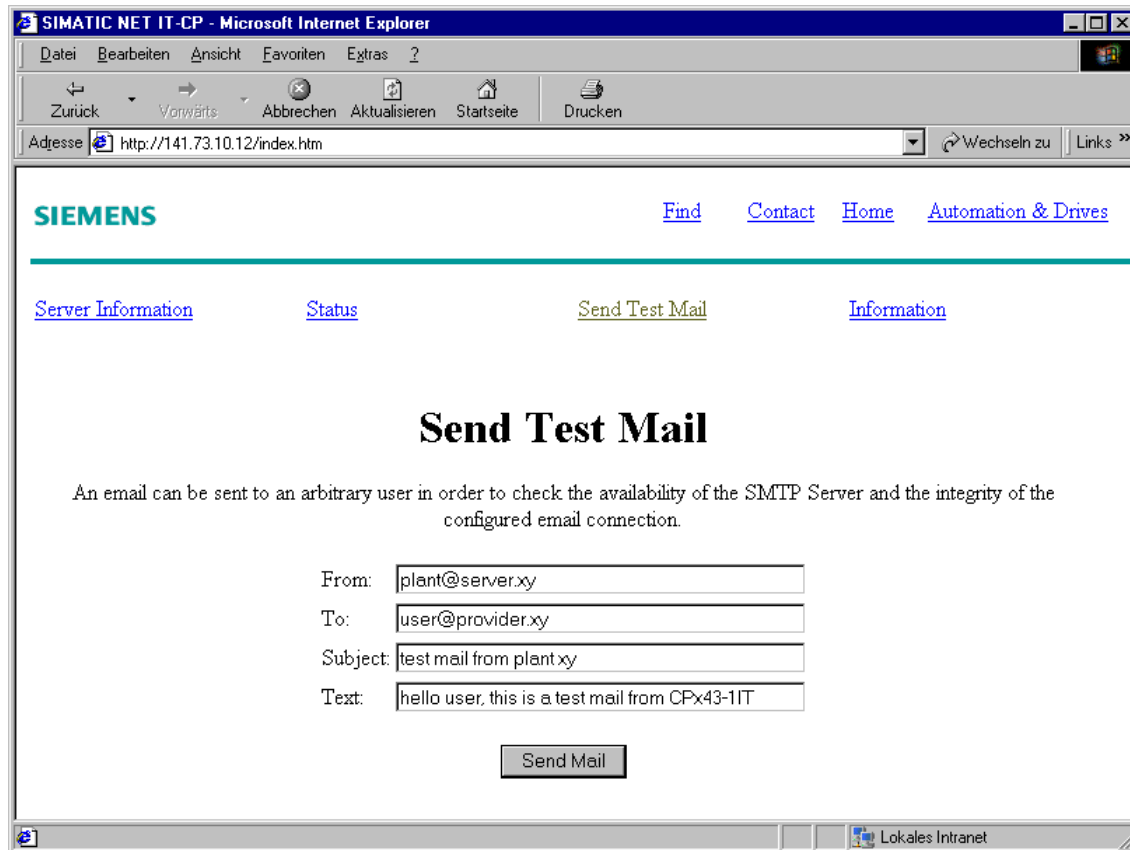 SIMATIC NET IT-CP - Microsoft Internet Explorer
Datei Bearbeiten Ansicht Favoriten Extras ?
Zurück Vorwärts Abbrechen Aktualisieren Startseite Drucken
Adresse http://141.73.10.12/index.htm Wechseln zu Links »
SIEMENS Find Contact Home Automation & Drives
Server Information Status Send Test Mail Information
Send Test Mail
An email can be sent to an arbitrary user in order to check the availability of the SMTP Server and the integrity of the
configured email connection.
From: plant@server.xy
To: user@provider.xy
Subject: test mail from plant xy
Text: hello user, this is a test mail from CPx43-1IT
Send Mail
Lokales Intranet